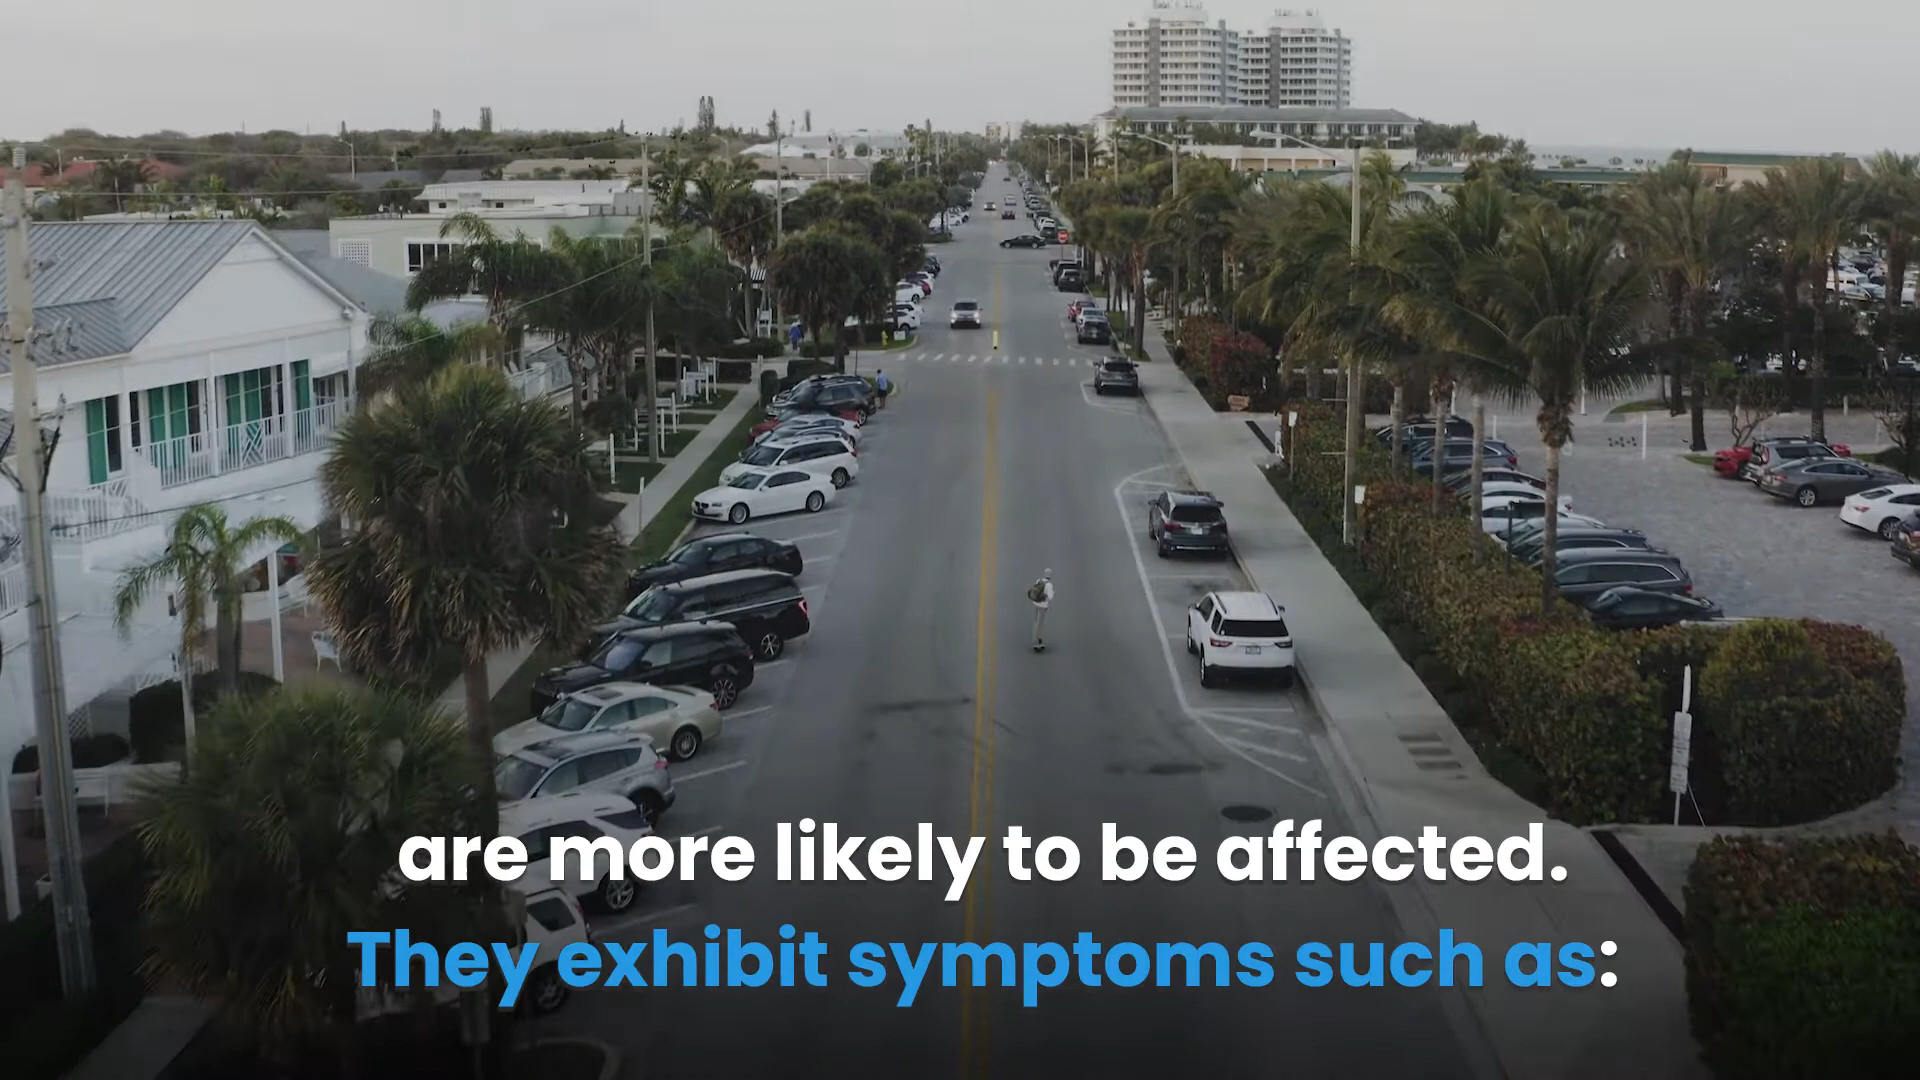 are more likely to be affected.
They exhibit symptoms such as: